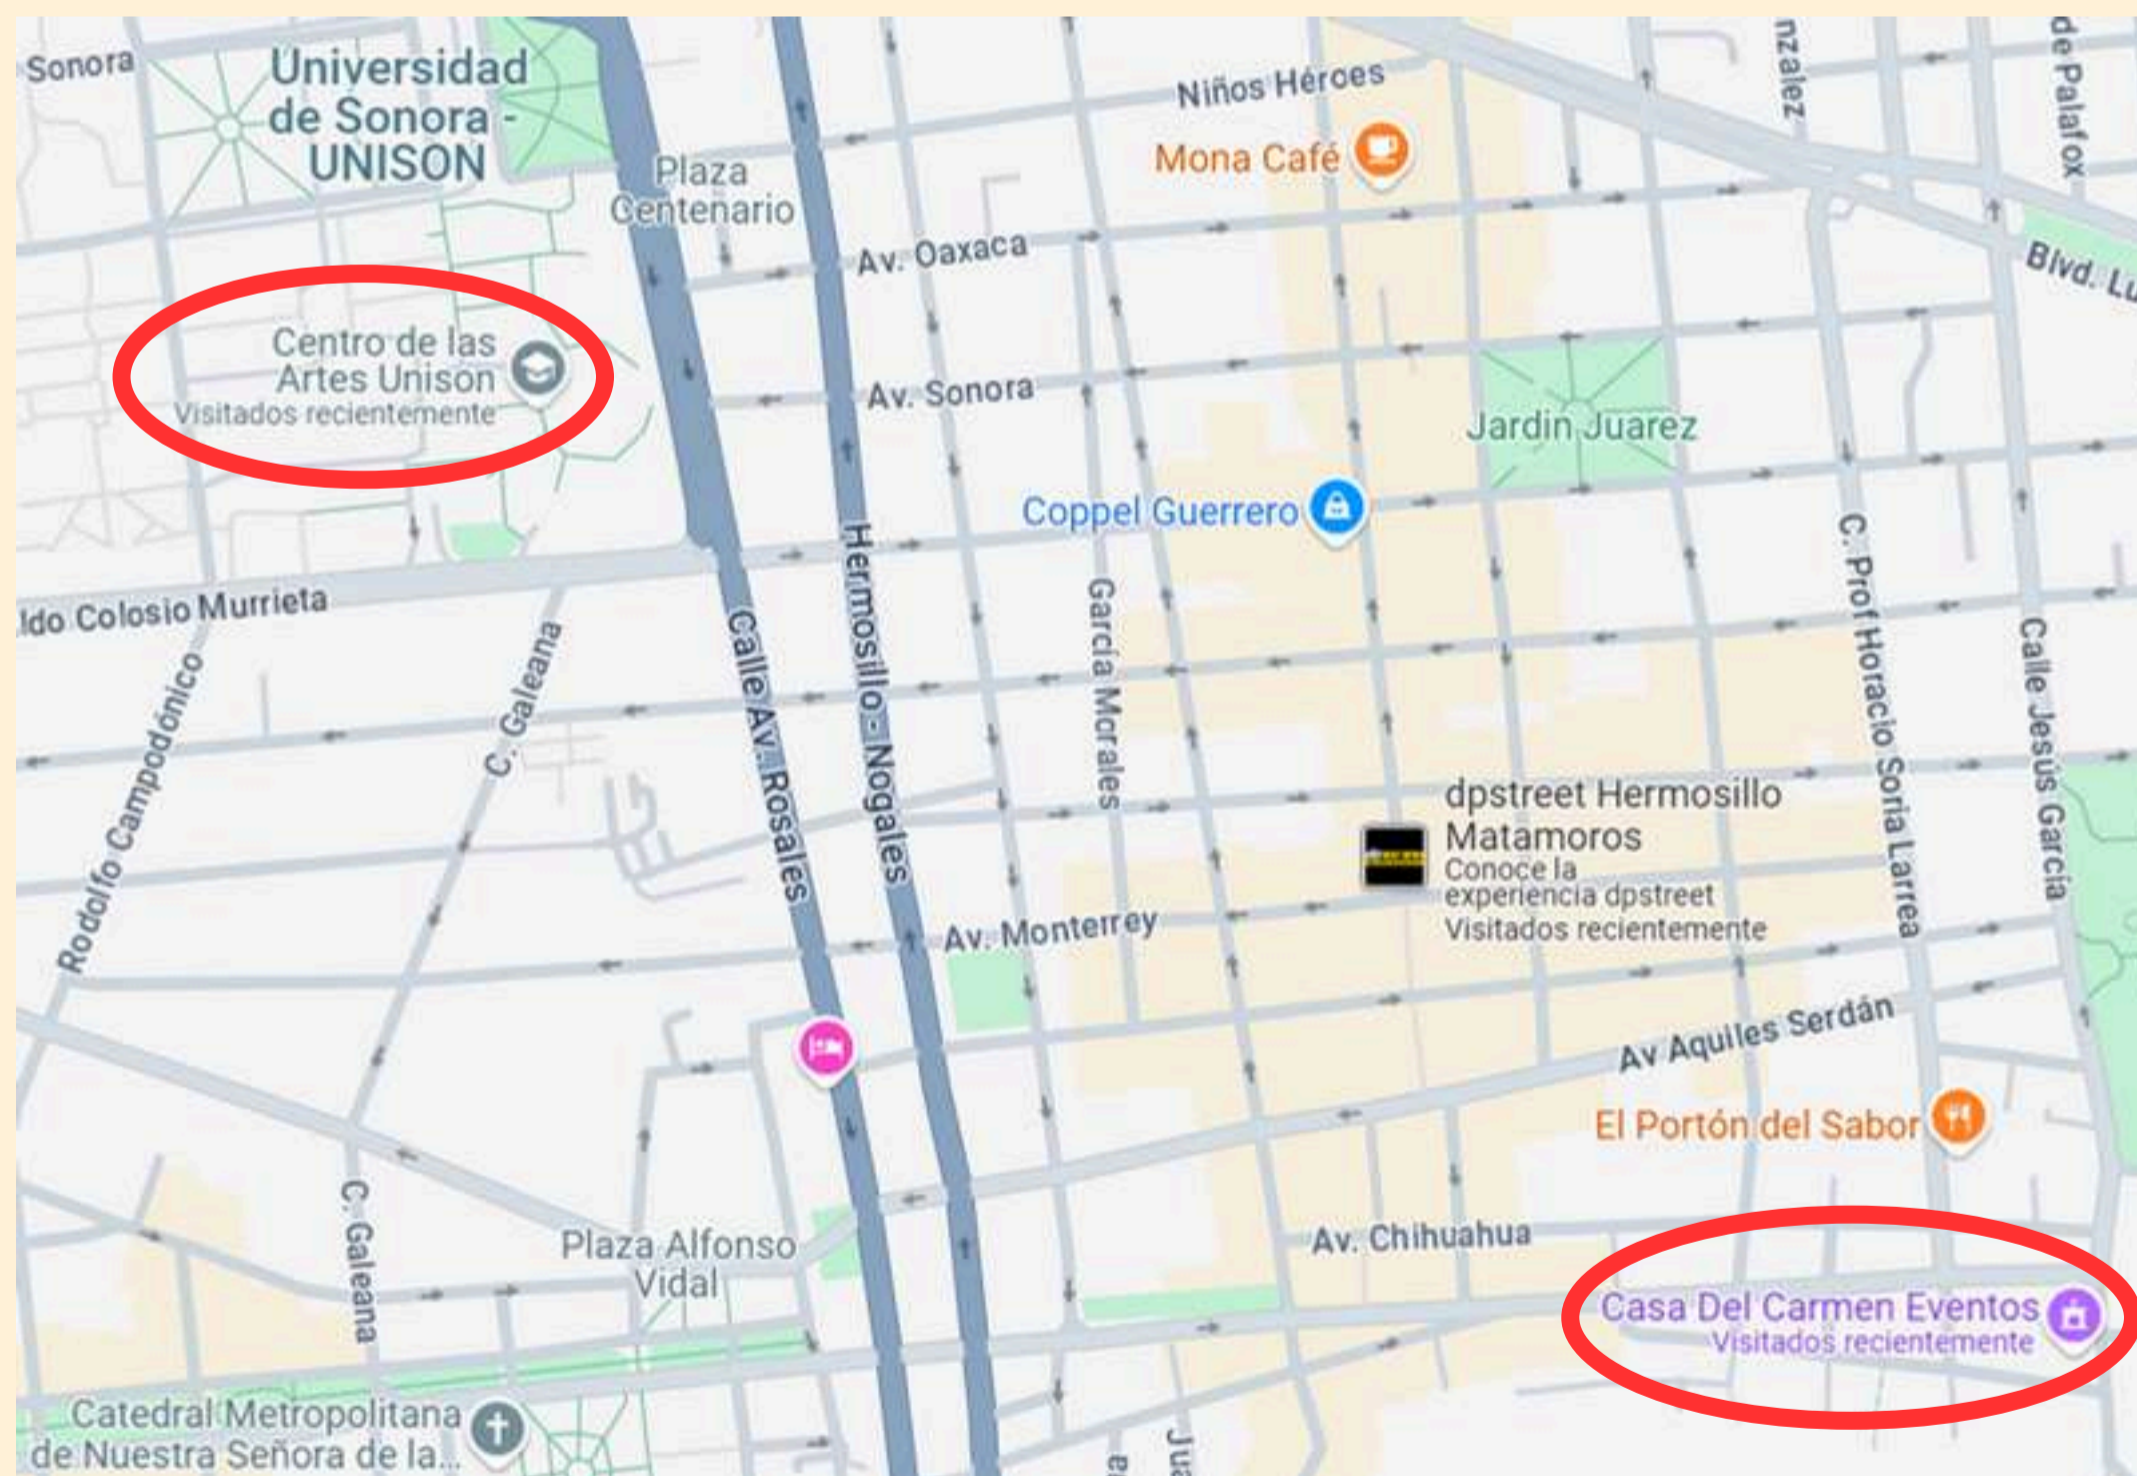 Sonora
Universidad
de Sonora -
UNISON
Plaza
Centenario
Niños Héroes
Mona Café
nzalez
de Palafox
Av. Oaxaca
Blvd. Lu
Centro de las
Artes Unison
Visitados recientemente
Av. Sonora
Jardin Juarez
Coppel Guerrero
ldo Colosio Murrieta
Rodolfo Campodónico
C. Galeana
Calle Av. Rosales
Hermosillo - Nogales
García Morales
C. Prof Horacio Soria Larrea
Calle Jesús García
dpstreet Hermosillo
Matamoros
Conoce la
experiencia dpstreet
Visitados recientemente
Av. Monterrey
Av Aquiles Serdán
El Portón del Sabor
C. Galeana
Plaza Alfonso
Vidal
Av. Chihuahua
Casa Del Carmen Eventos
Visitados recientemente
Catedral Metropolitana
de Nuestra Señora de la...
Jua